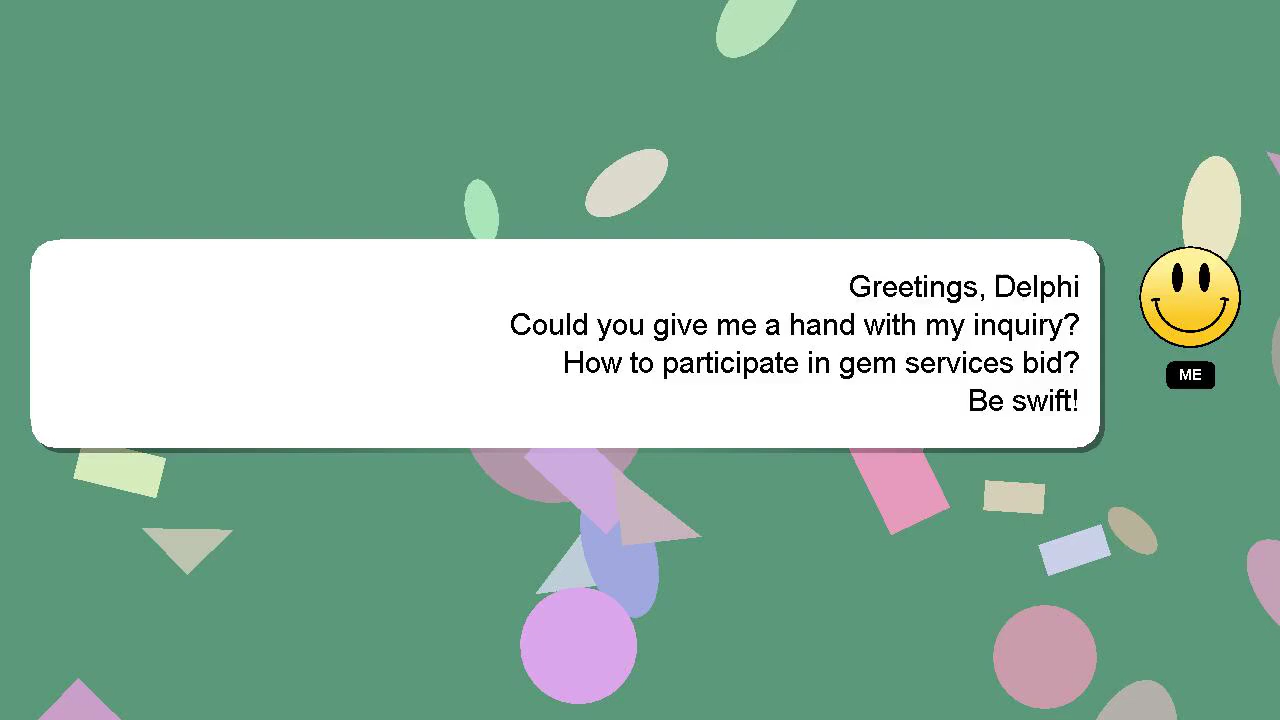 Greetings, Delphi
Could you give me a hand with my inquiry?
How to participate in gem services bid?
Be swift!
ME